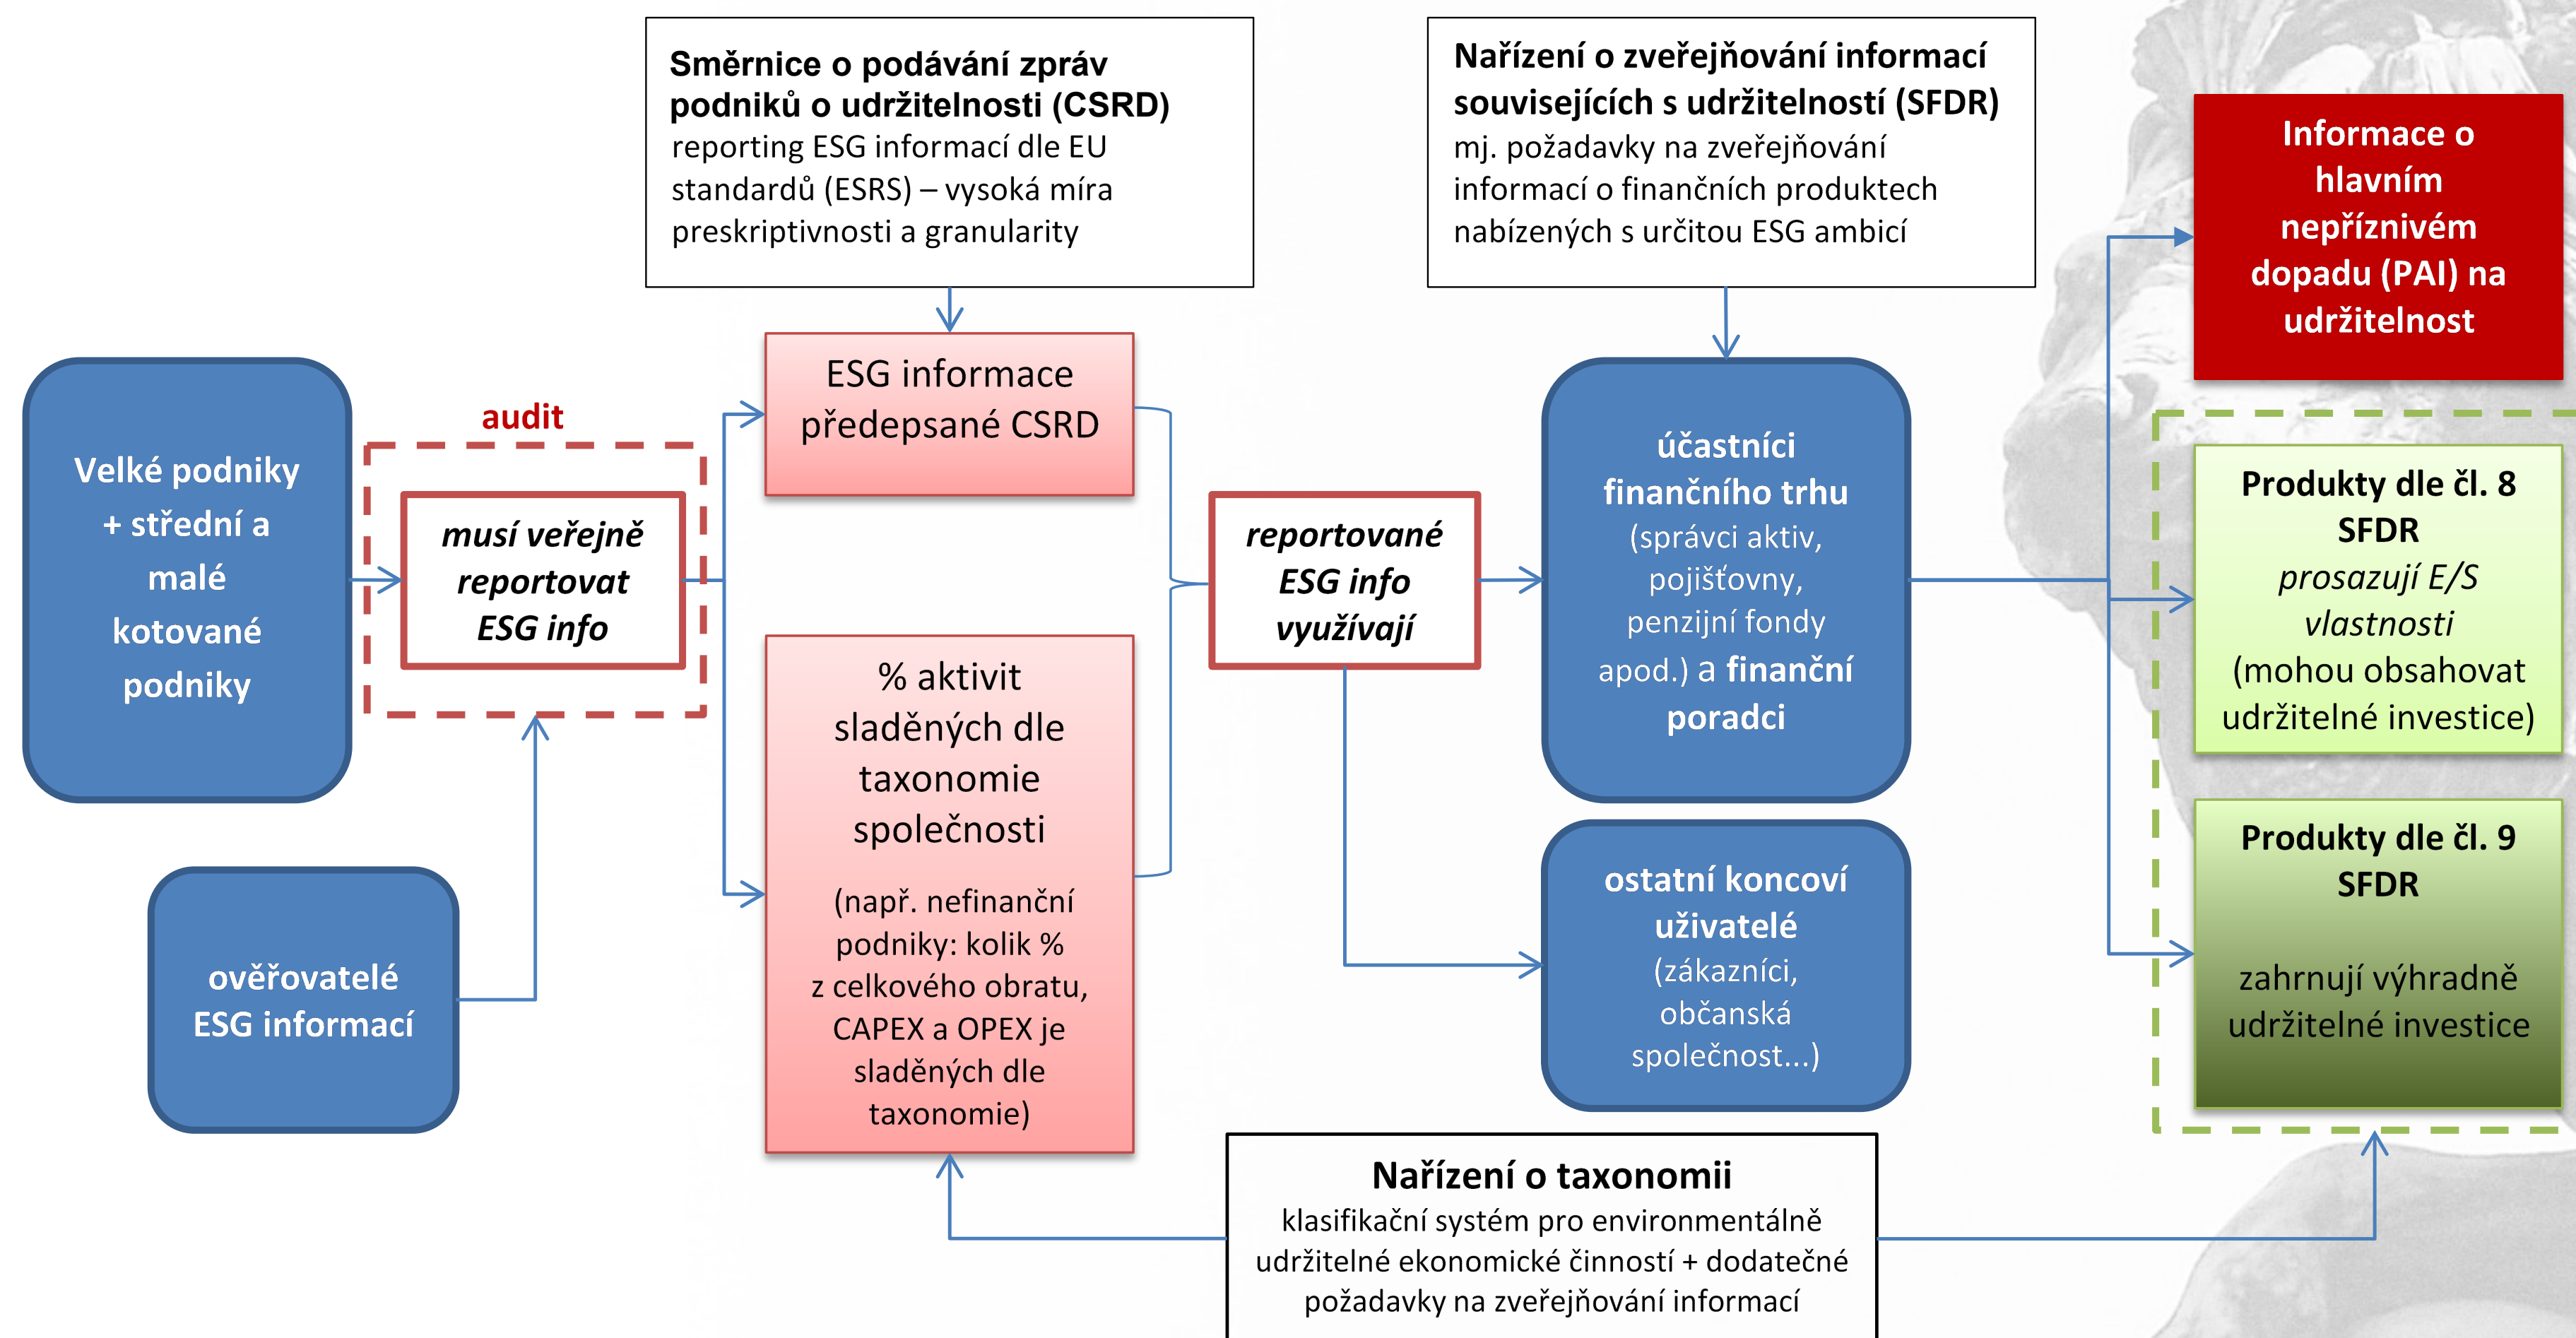 Směrnice o podávání zpráv
podniků o udržitelnosti (CSRD)
reporting ESG informací dle EU
standardů (ESRS) – vysoká míra
preskriptivnosti a granularity
Nařízení o zveřejňování informací
souvisejících s udržitelností (SFDR)
mj. požadavky na zveřejňování
informací o finančních produktech
nabízených s určitou ESG ambicí
Informace o
hlavním
nepříznivém
dopadu (PAI) na
udržitelnost
Velké podniky
+ střední a
malé
kotované
podniky
audit
musí veřejně
reportovat
ESG info
ověřovatelé
ESG informací
ESG informace
předepsané CSRD
% aktivit
sladěných dle
taxonomie
společnosti
(např. nefinanční
podniky: kolik %
z celkového obratu,
CAPEX a OPEX je
sladěných dle
taxonomie)
reportované
ESG info
využívají
účastníci
finančního trhu
(správci aktiv,
pojišťovny,
penzijní fondy
apod.) a finanční
poradci
ostatní koncoví
uživatelé
(zákazníci,
občanská
společnost...)
Produkty dle čl. 8
SFDR
prosazují E/S
vlastnosti
(mohou obsahovat
udržitelné investice)
Produkty dle čl. 9
SFDR
zahrnují výhradně
udržitelné investice
Nařízení o taxonomii
klasifikační systém pro environmentálně
udržitelné ekonomické činností + dodatečné
požadavky na zveřejňování informací